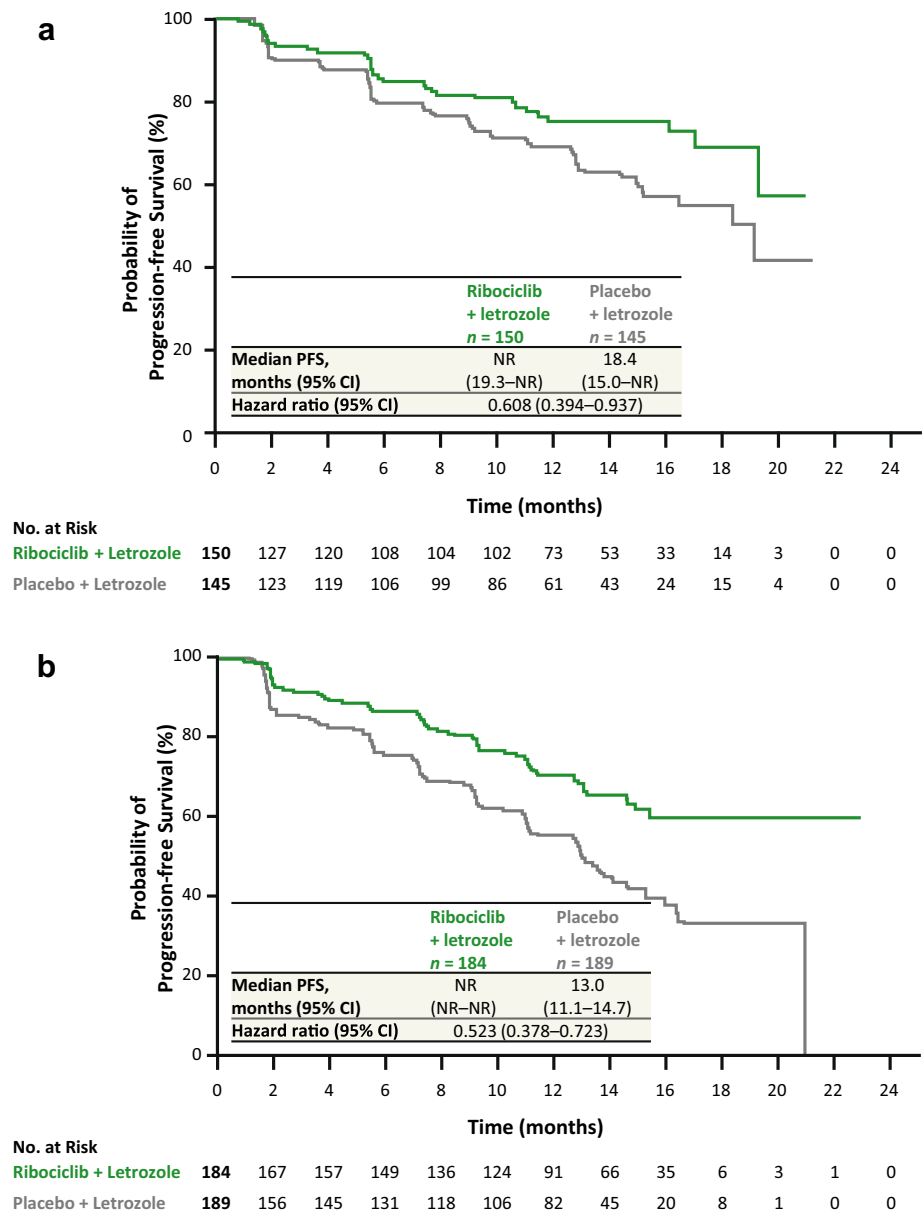 a
Probability of
Progression-free Survival (%)
100
80
60
40
20
0
Ribociclib
+ letrozole
n = 150
Placebo
+ letrozole
n = 145
Median PFS,
months (95% CI)
NR
(19.3–NR)
18.4
(15.0–NR)
Hazard ratio (95% CI) 0.608 (0.394–0.937)
0 2 4 6 8 10 12 14 16 18 20 22 24
Time (months)
No. at Risk
Ribociclib + Letrozole 150 127 120 108 104 102 73 53 33 14 3 0 0
Placebo + Letrozole 145 123 119 106 99 86 61 43 24 15 4 0 0
b
Probability of
Progression-free Survival (%)
100
80
60
40
20
0
Ribociclib
+ letrozole
n = 184
Placebo
+ letrozole
n = 189
Median PFS,
months (95% CI)
NR
(NR–NR)
13.0
(11.1–14.7)
Hazard ratio (95% CI) 0.523 (0.378–0.723)
0 2 4 6 8 10 12 14 16 18 20 22 24
Time (months)
No. at Risk
Ribociclib + Letrozole 184 167 157 149 136 124 91 66 35 6 3 1 0
Placebo + Letrozole 189 156 145 131 118 106 82 45 20 8 1 0 0